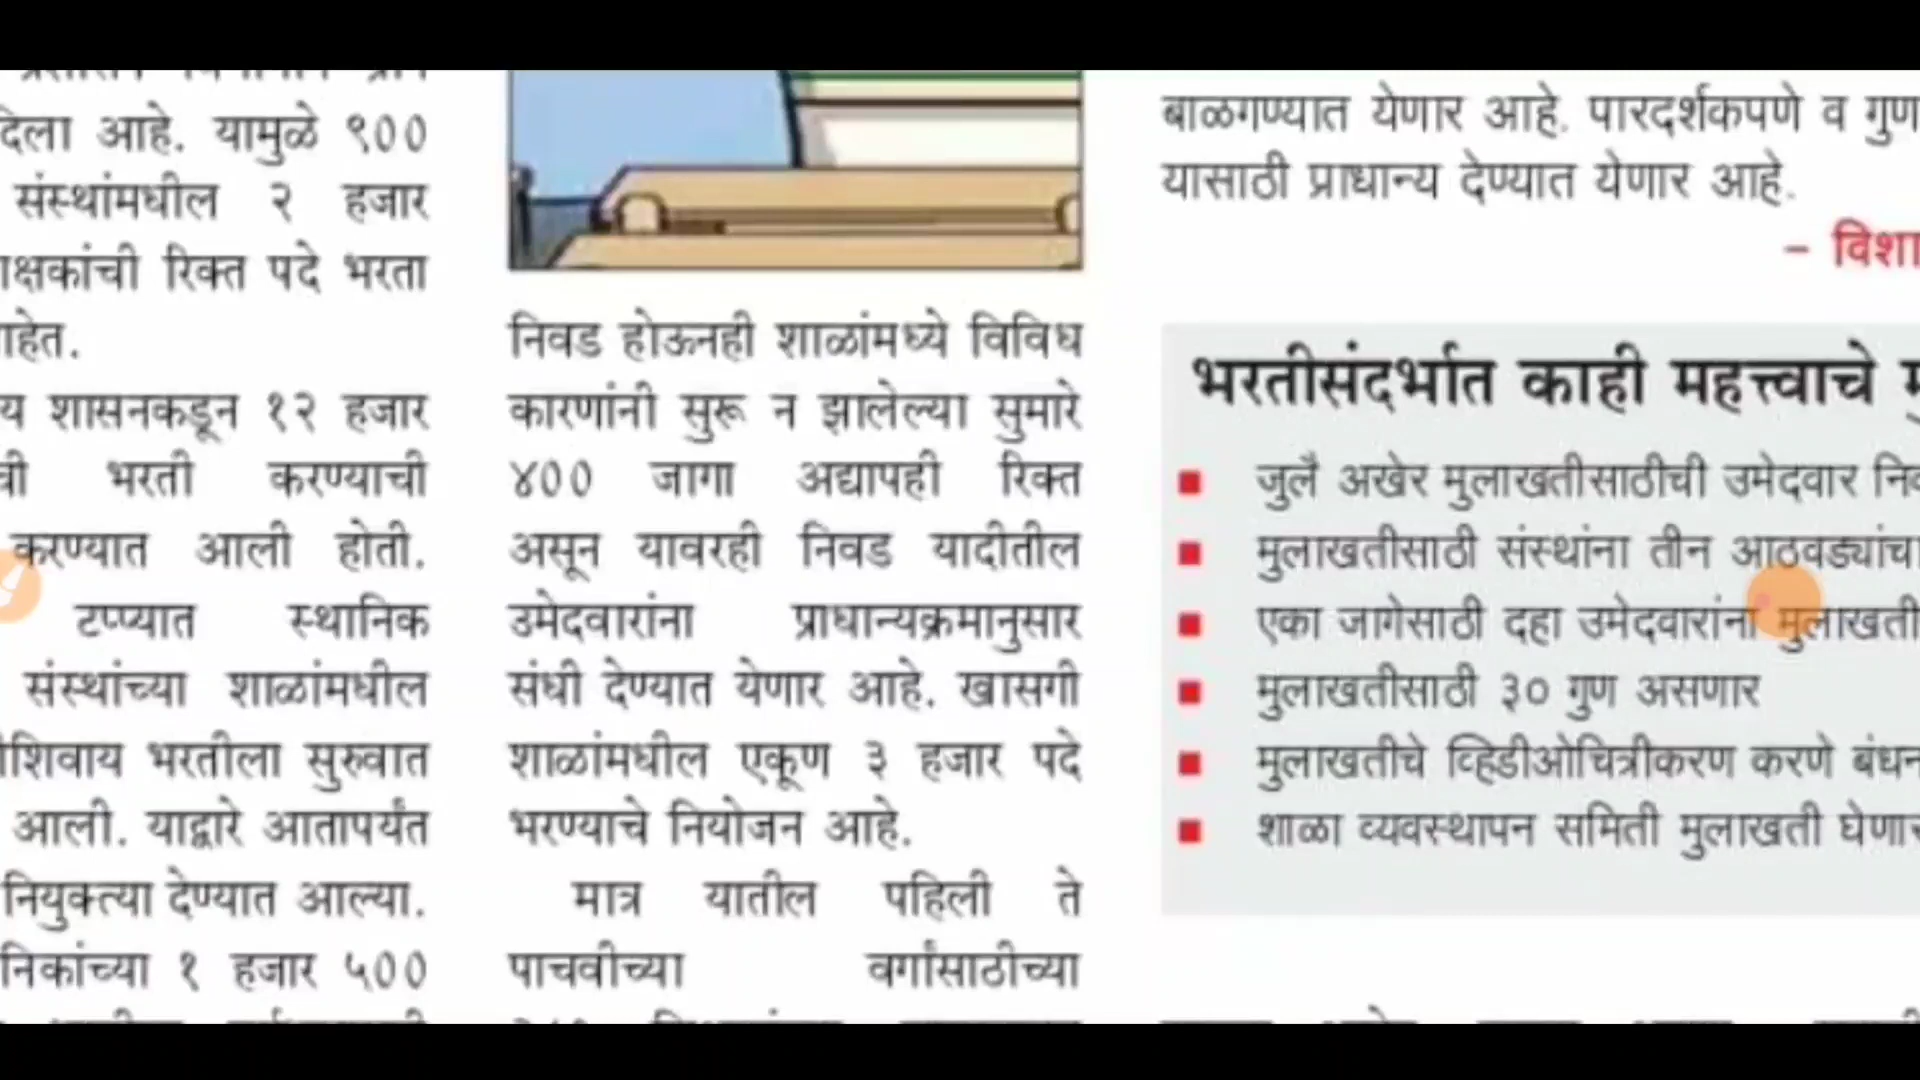 आहे. यामुळे ९००
संस्थांमधील २ हजार
रिक्त पदे भरता
शासनकडून १२ हजार
भरती करण्याची
करण्यात आली होती.
टप्प्यात स्थानिक
संस्थांच्या शाळांमधील
भरतीला सुरुवात
आली. याद्वारे आतापर्यंत
नियुक्त्या देण्यात आल्या.
१ हजार ५००
निवड होऊनही शाळांमध्ये विविध
कारणांनी सुरू न झालेल्या सुमारे
४०० जागा अद्यापही रिक्त
असून यावरही निवड यादीतील
उमेदवारांना प्राधान्यक्रमानुसार
संधी देण्यात येणार आहे. खासगी
शाळांमधील एकूण ३ हजार पदे
भरण्याचे नियोजन आहे.
मात्र यातील पहिली ते
पाचवीच्या वर्गांसाठीच्या
बाळगण्यात येणार आहे. पारदर्शकपणे व गुण
यासाठी प्राधान्य देण्यात येणार आहे.
– विशा
भरतीसंदर्भात काही महत्त्वाचे
जुलै अखेर मुलाखतीसाठीची उमेदवार
मुलाखतीसाठी संस्थांना तीन आठवड्यांचा
एका जागेसाठी दहा उमेदवारांना मुलाखती
मुलाखतीसाठी ३० गुण असणार
मुलाखतीचे व्हिडीओचित्रीकरण करणे बंधन
शाळा व्यवस्थापन समिती मुलाखती घेणार